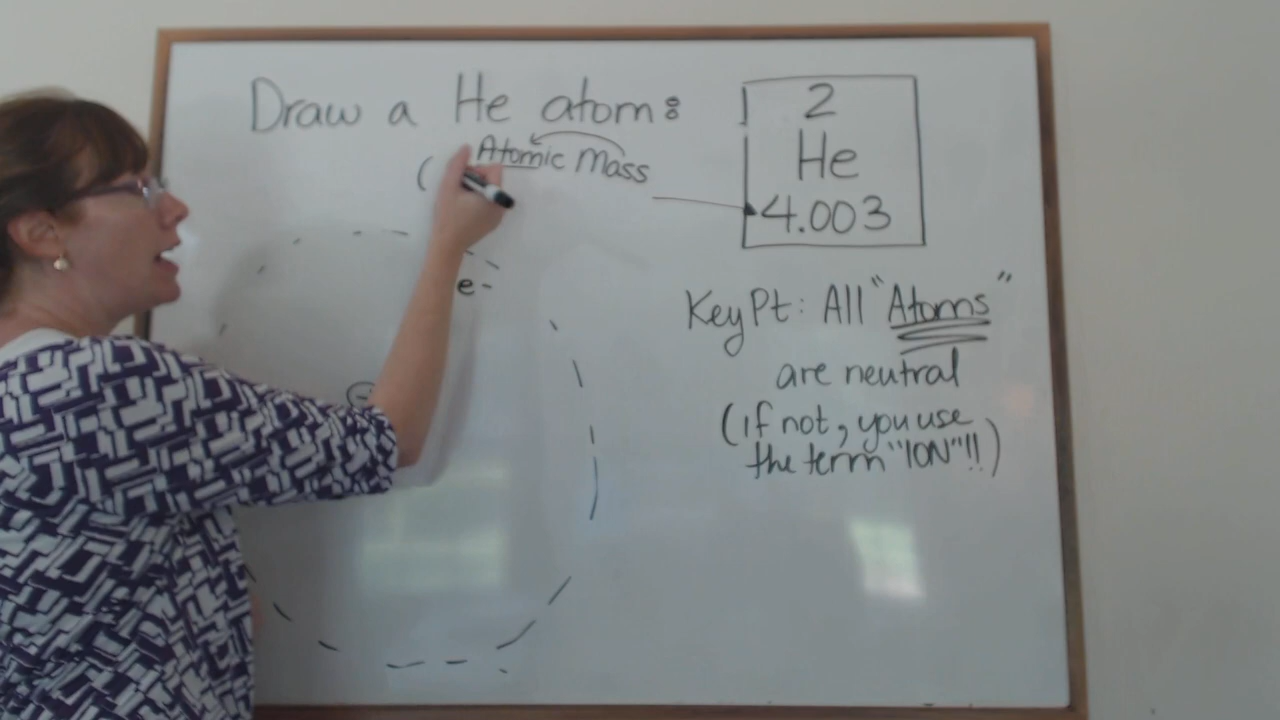 Draw a He atom:
(
Atomic Mass
2
He
4.003
e-
Key Pt: All "Atoms"
are neutral
(if not, you use
the term "ION"!!)